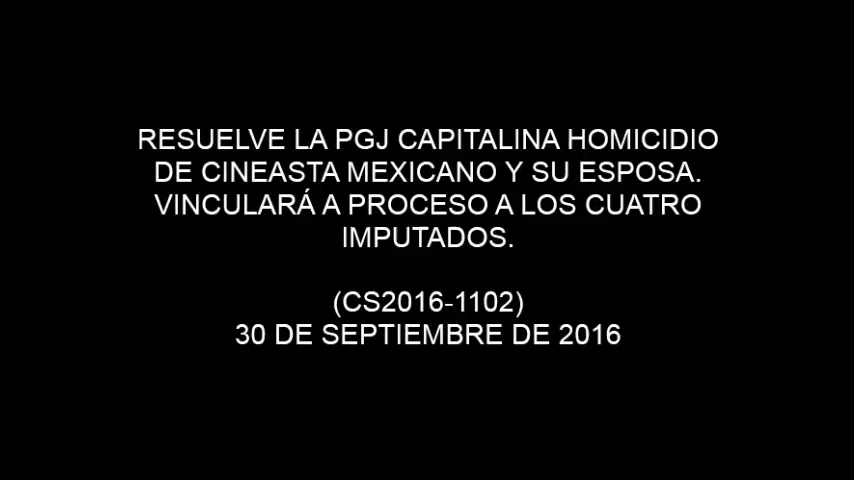 RESUELVE LA PGJ CAPITALINA HOMICIDIO
DE CINEASTA MEXICANO Y SU ESPOSA.
VINCULARÁ A PROCESO A LOS CUATRO
IMPUTADOS.
(CS2016-1102)
30 DE SEPTIEMBRE DE 2016